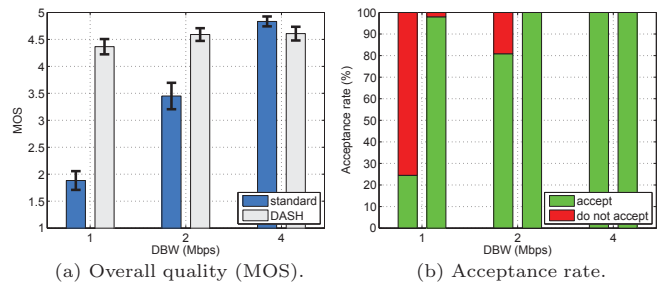 5
4.5
4
3.5
3
2.5
2
1.5
1
MOS
1 2 4
DBW (Mbps)
standard
DASH
(a) Overall quality (MOS).
100
90
80
70
60
50
40
30
20
10
0
Acceptance rate (%)
1 2 4
DBW (Mbps)
accept
do not accept
(b) Acceptance rate.